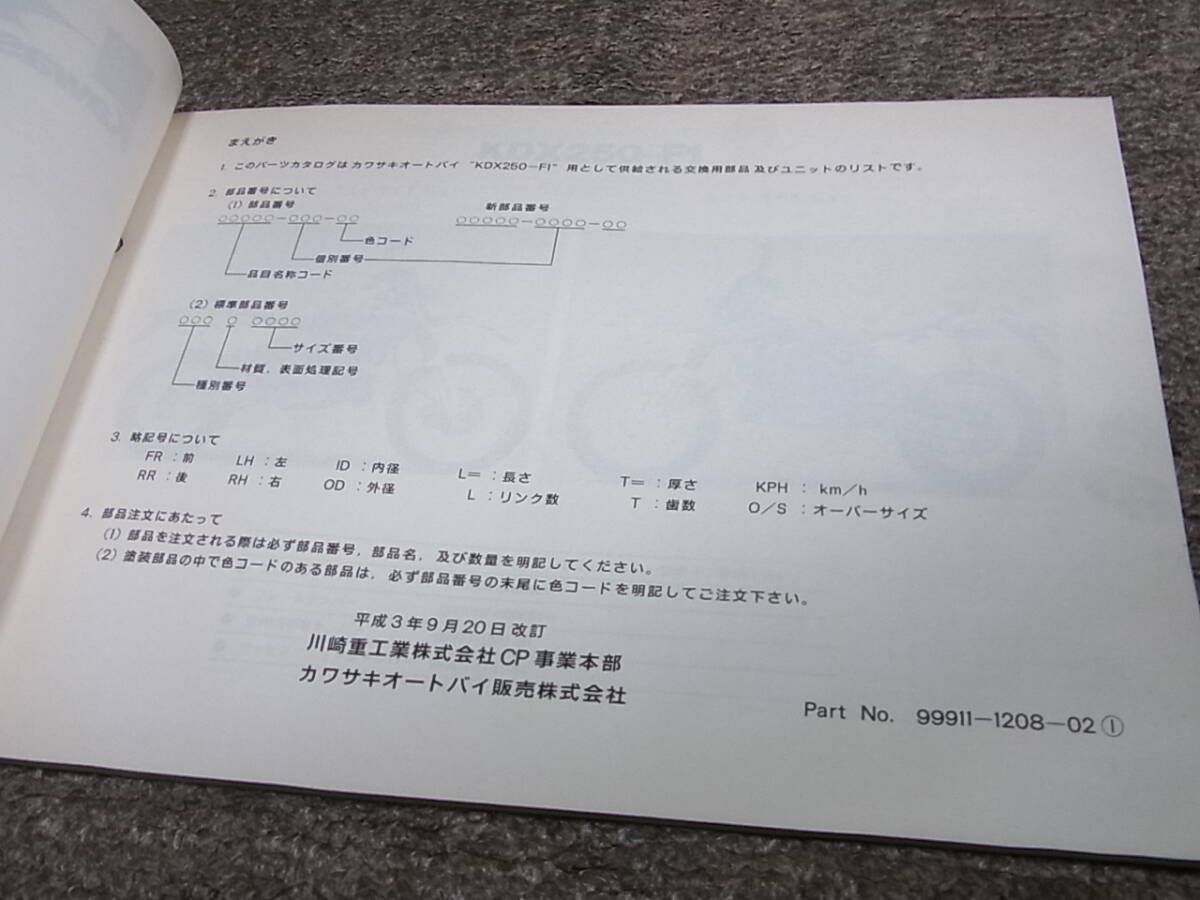 まえがき
1. このパーツカタログはカワサキオートバイ "KDX250-F1" 用として供給される交換用部品及びユニットのリストです。
2. 部品番号について
(1) 部品番号
新部品番号
○○○○○-○○○-○○
○○○○○-○○○○-○○
色コード
個別番号
品目名称コード
(2) 標準部品番号
○○○ ○ ○○○○
サイズ番号
材質，表面処理記号
種別番号
3. 略記号について
FR：前 LH：左 ID：内径 L=：長さ T=：厚さ KPH：km/h
RR：後 RH：右 OD：外径 L：リンク数 T：歯数 O/S：オーバーサイズ
4. 部品注文にあたって
(1) 部品を注文される際は必ず部品番号，部品名，及び数量を明記してください。
(2) 塗装部品の中で色コードのある部品は，必ず部品番号の末尾に色コードを明記してご注文下さい。
平成3年9月20日改訂
川崎重工業株式会社CP事業本部
カワサキオートバイ販売株式会社
Part No. 99911-1208-02 ①